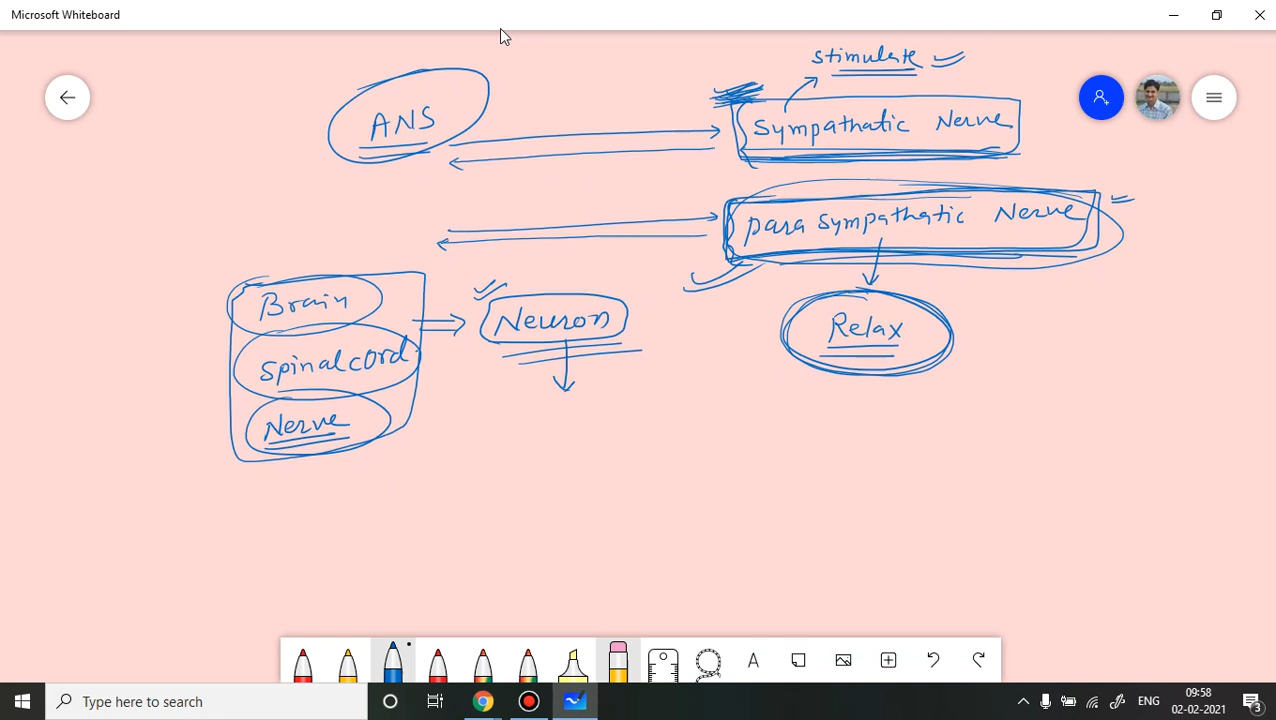 Microsoft Whiteboard
stimulate
ANS
Sympathatic Nerve
para sympathatic Nerve
Brain
Neuron
Relax
Spinalcord
Nerve
A
Type here to search
ENG
09:58
02-02-2021
3